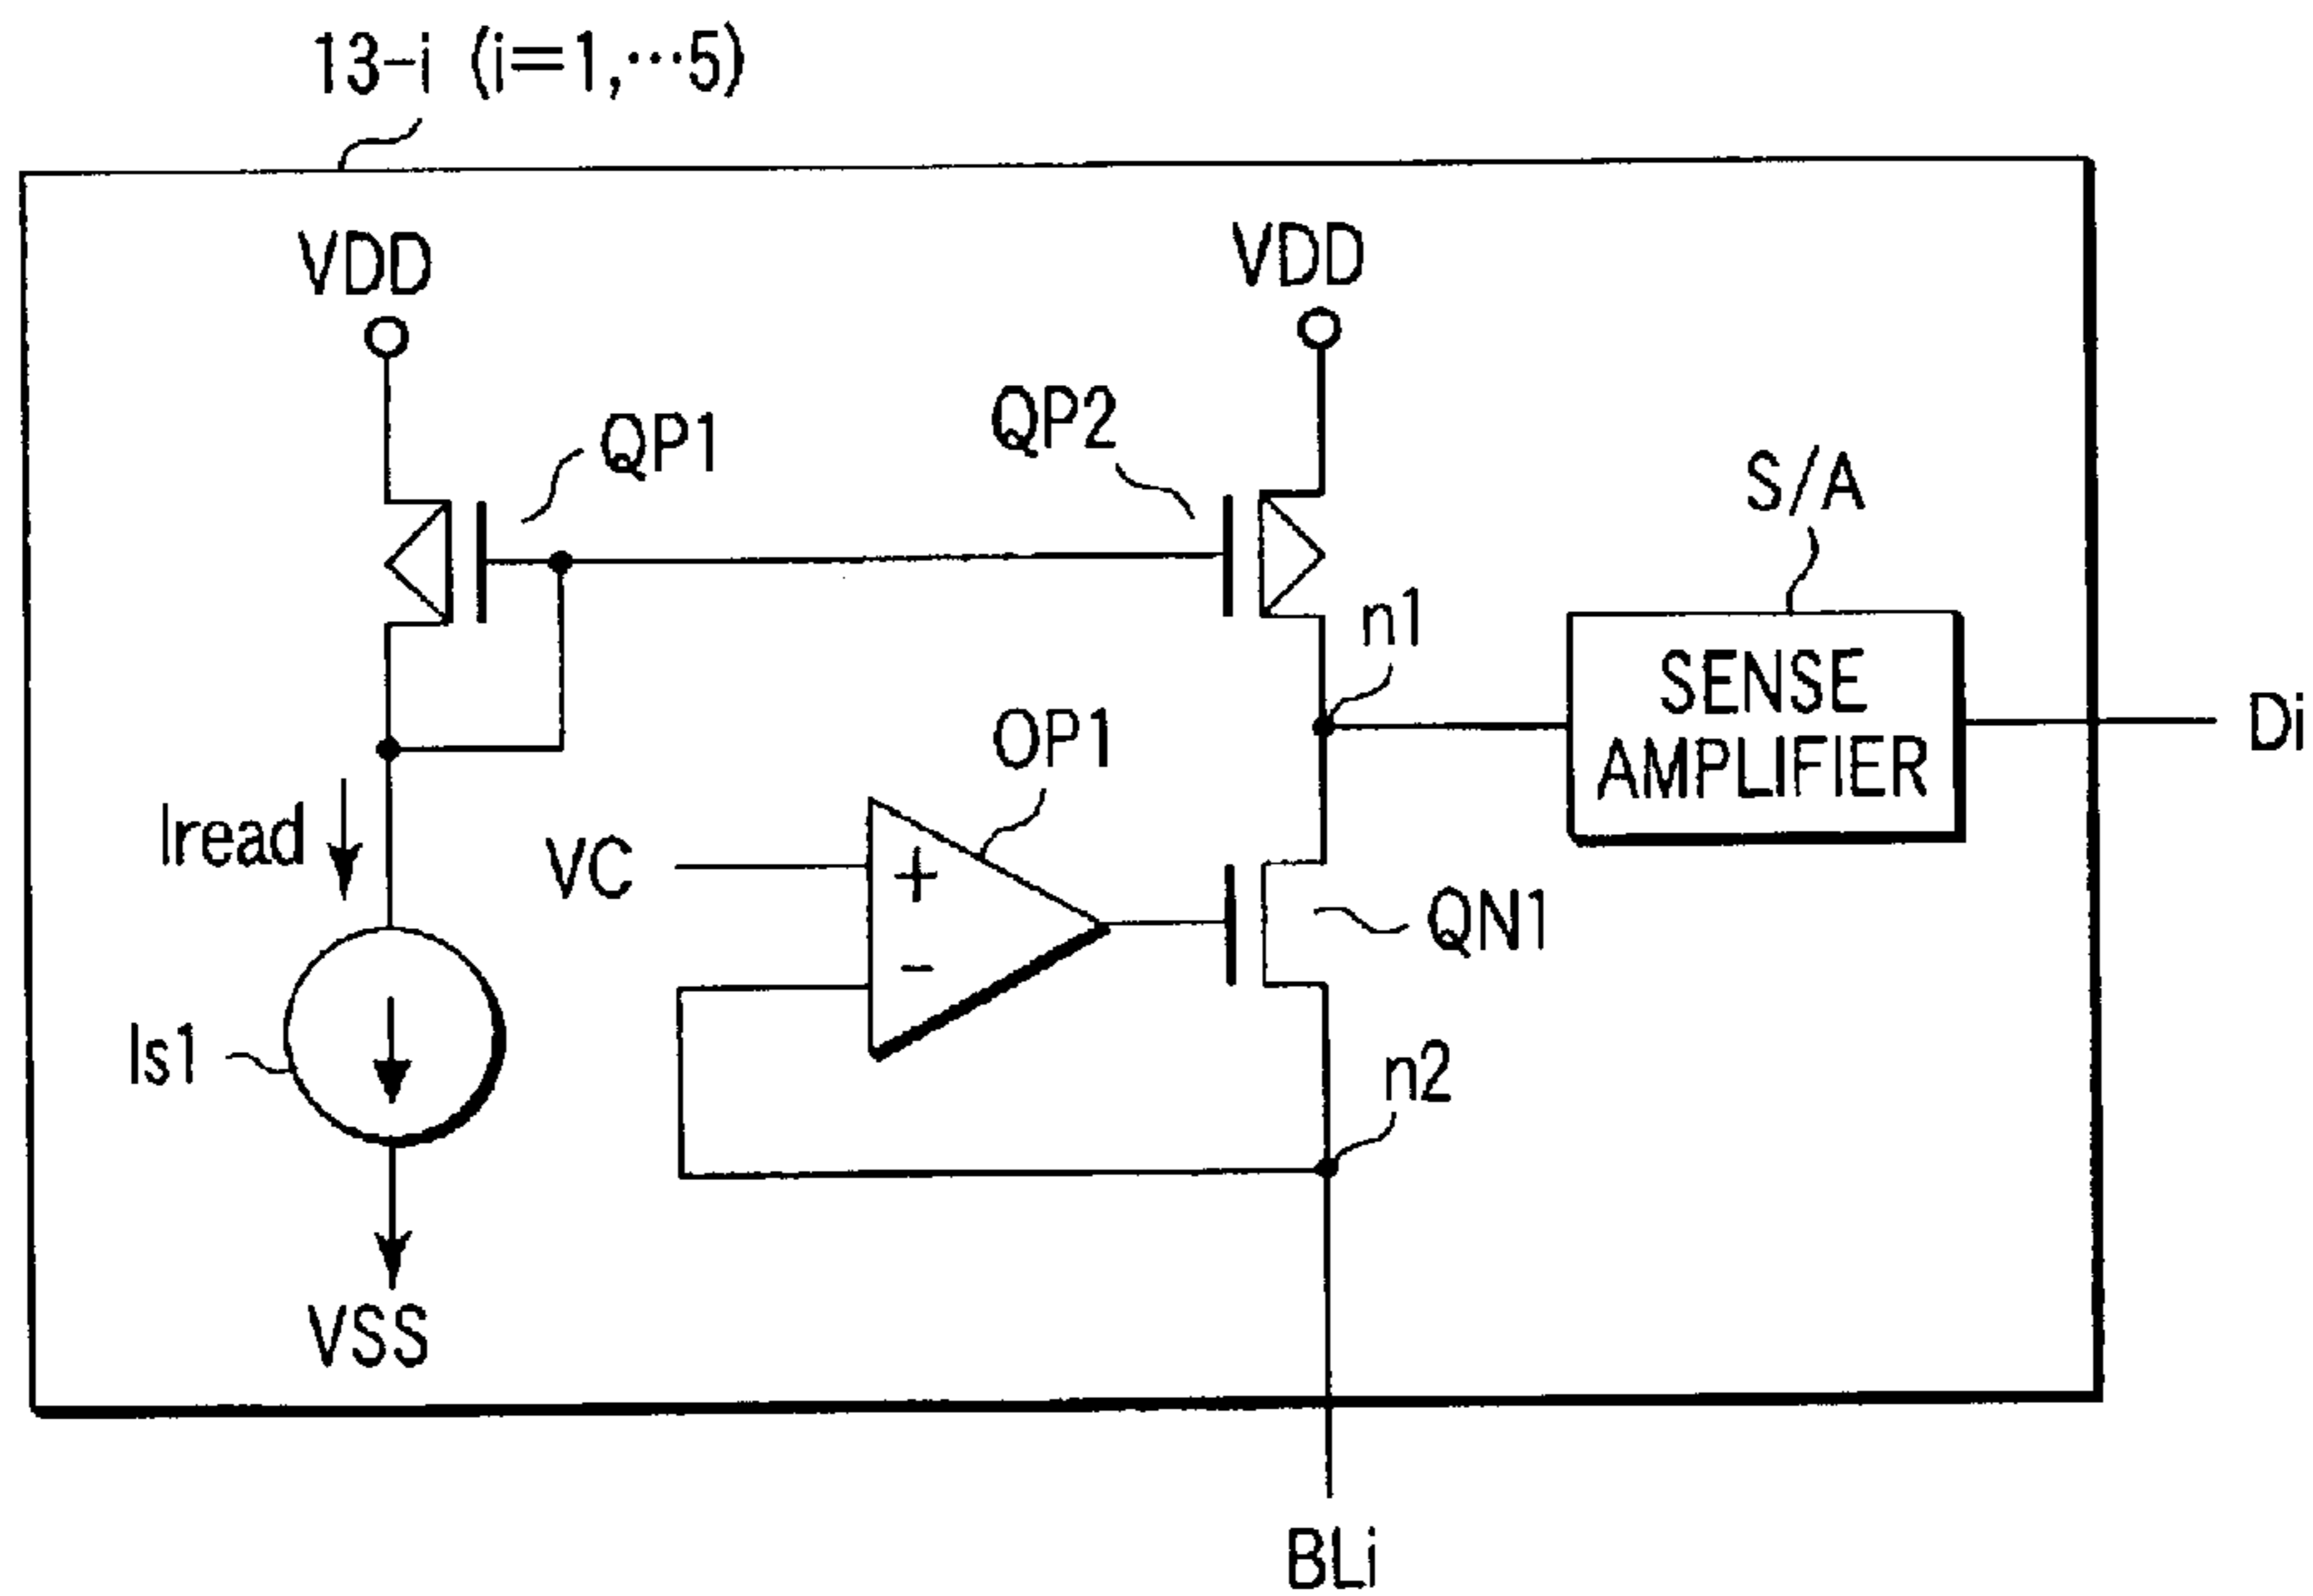 13-i (i=1,···5)
VDD
VDD
QP1
QP2
S/A
n1
SENSE
AMPLIFIER
Di
OP1
Iread
VC
+
QN1
-
Is1
n2
VSS
BLi